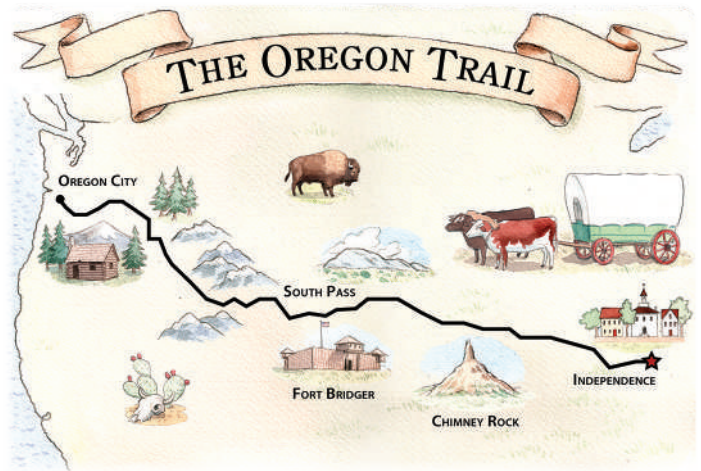 THE OREGON TRAIL
OREGON CITY
SOUTH PASS
FORT BRIDGER
INDEPENDENCE
CHIMNEY ROCK